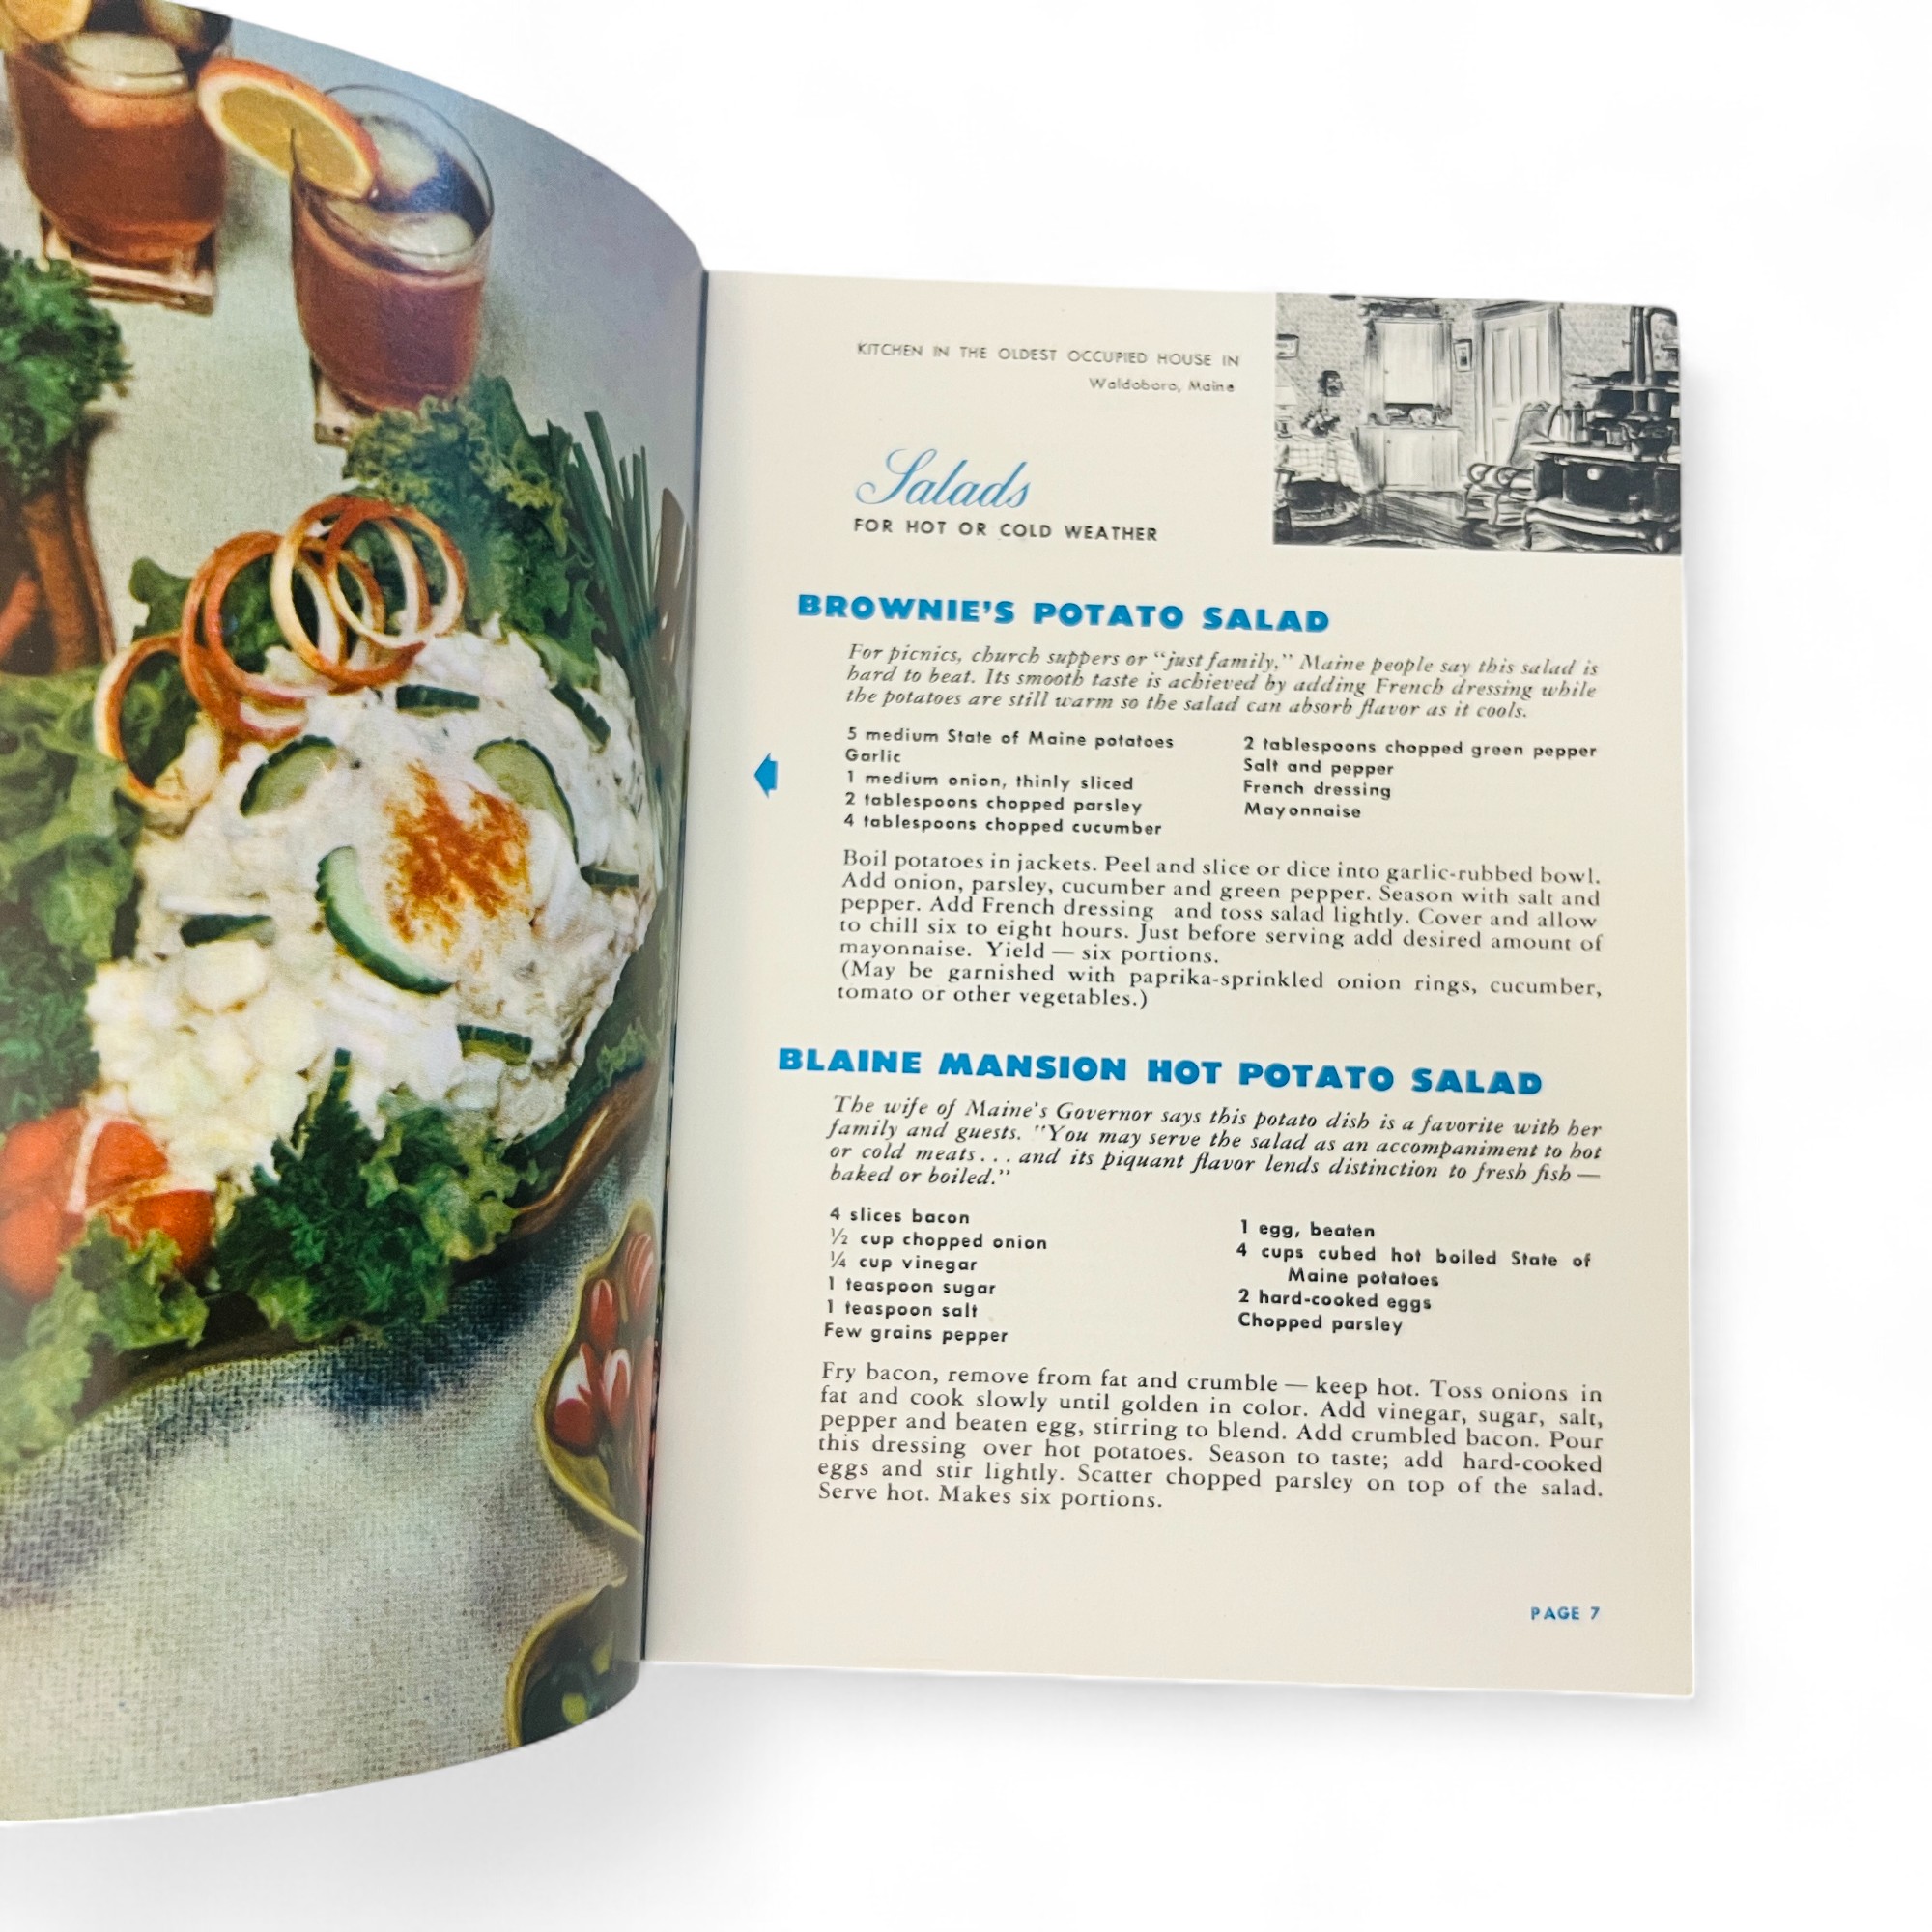 KITCHEN IN THE OLDEST OCCUPIED HOUSE IN
Waldoboro, Maine
Salads
FOR HOT OR COLD WEATHER
BROWNIE'S POTATO SALAD
For picnics, church suppers or “just family,” Maine people say this salad is
hard to beat. Its smooth taste is achieved by adding French dressing while
the potatoes are still warm so the salad can absorb flavor as it cools.
5 medium State of Maine potatoes
Garlic
1 medium onion, thinly sliced
2 tablespoons chopped parsley
4 tablespoons chopped cucumber
2 tablespoons chopped green pepper
Salt and pepper
French dressing
Mayonnaise
Boil potatoes in jackets. Peel and slice or dice into garlic-rubbed bowl.
Add onion, parsley, cucumber and green pepper. Season with salt and
pepper. Add French dressing and toss salad lightly. Cover and allow
to chill six to eight hours. Just before serving add desired amount of
mayonnaise. Yield — six portions.
(May be garnished with paprika-sprinkled onion rings, cucumber,
tomato or other vegetables.)
BLAINE MANSION HOT POTATO SALAD
The wife of Maine's Governor says this potato dish is a favorite with her
family and guests. "You may serve the salad as an accompaniment to hot
or cold meats . . . and its piquant flavor lends distinction to fresh fish —
baked or boiled."
4 slices bacon
½ cup chopped onion
¼ cup vinegar
1 teaspoon sugar
1 teaspoon salt
Few grains pepper
1 egg, beaten
4 cups cubed hot boiled State of
Maine potatoes
2 hard-cooked eggs
Chopped parsley
Fry bacon, remove from fat and crumble — keep hot. Toss onions in
fat and cook slowly until golden in color. Add vinegar, sugar, salt,
pepper and beaten egg, stirring to blend. Add crumbled bacon. Pour
this dressing over hot potatoes. Season to taste; add hard-cooked
eggs and stir lightly. Scatter chopped parsley on top of the salad.
Serve hot. Makes six portions.
PAGE 7